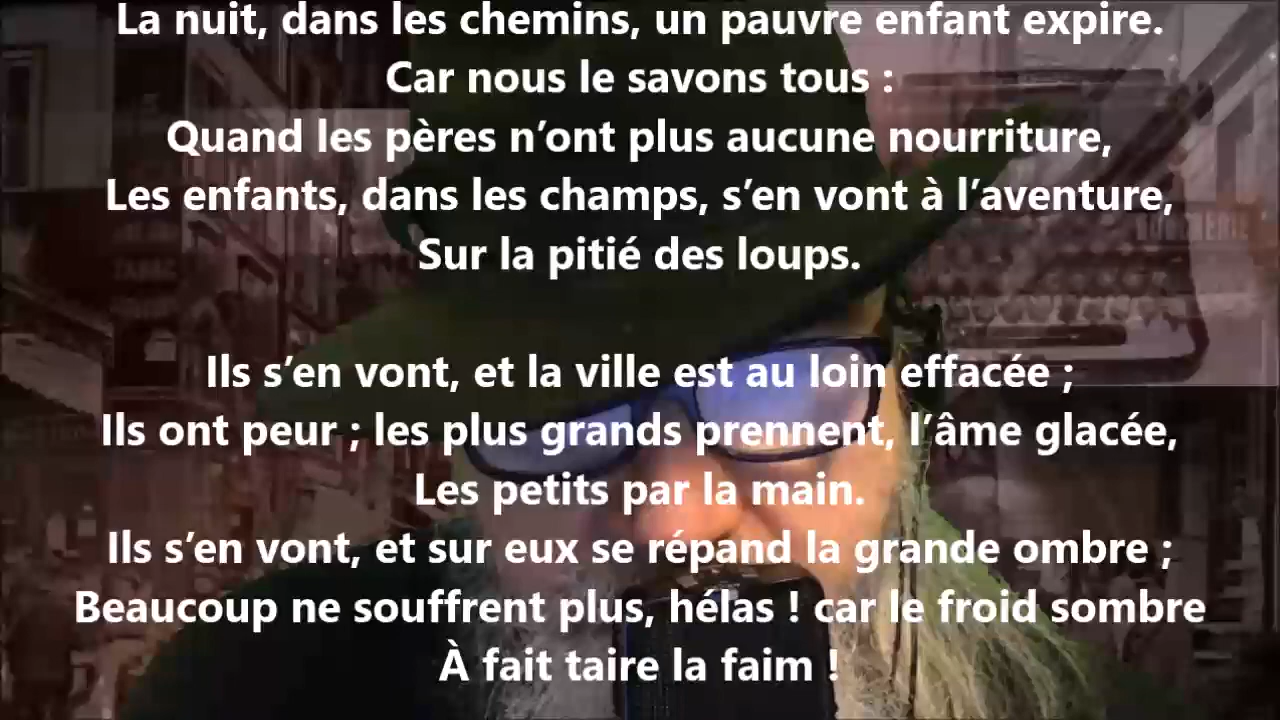 La nuit, dans les chemins, un pauvre enfant expire.
Car nous le savons tous :
Quand les pères n’ont plus aucune nourriture,
Les enfants, dans les champs, s’en vont à l’aventure,
Sur la pitié des loups.
Ils s’en vont, et la ville est au loin effacée ;
Ils ont peur ; les plus grands prennent, l’âme glacée,
Les petits par la main.
Ils s’en vont, et sur eux se répand la grande ombre ;
Beaucoup ne souffrent plus, hélas ! car le froid sombre
À fait taire la faim !
TABAC